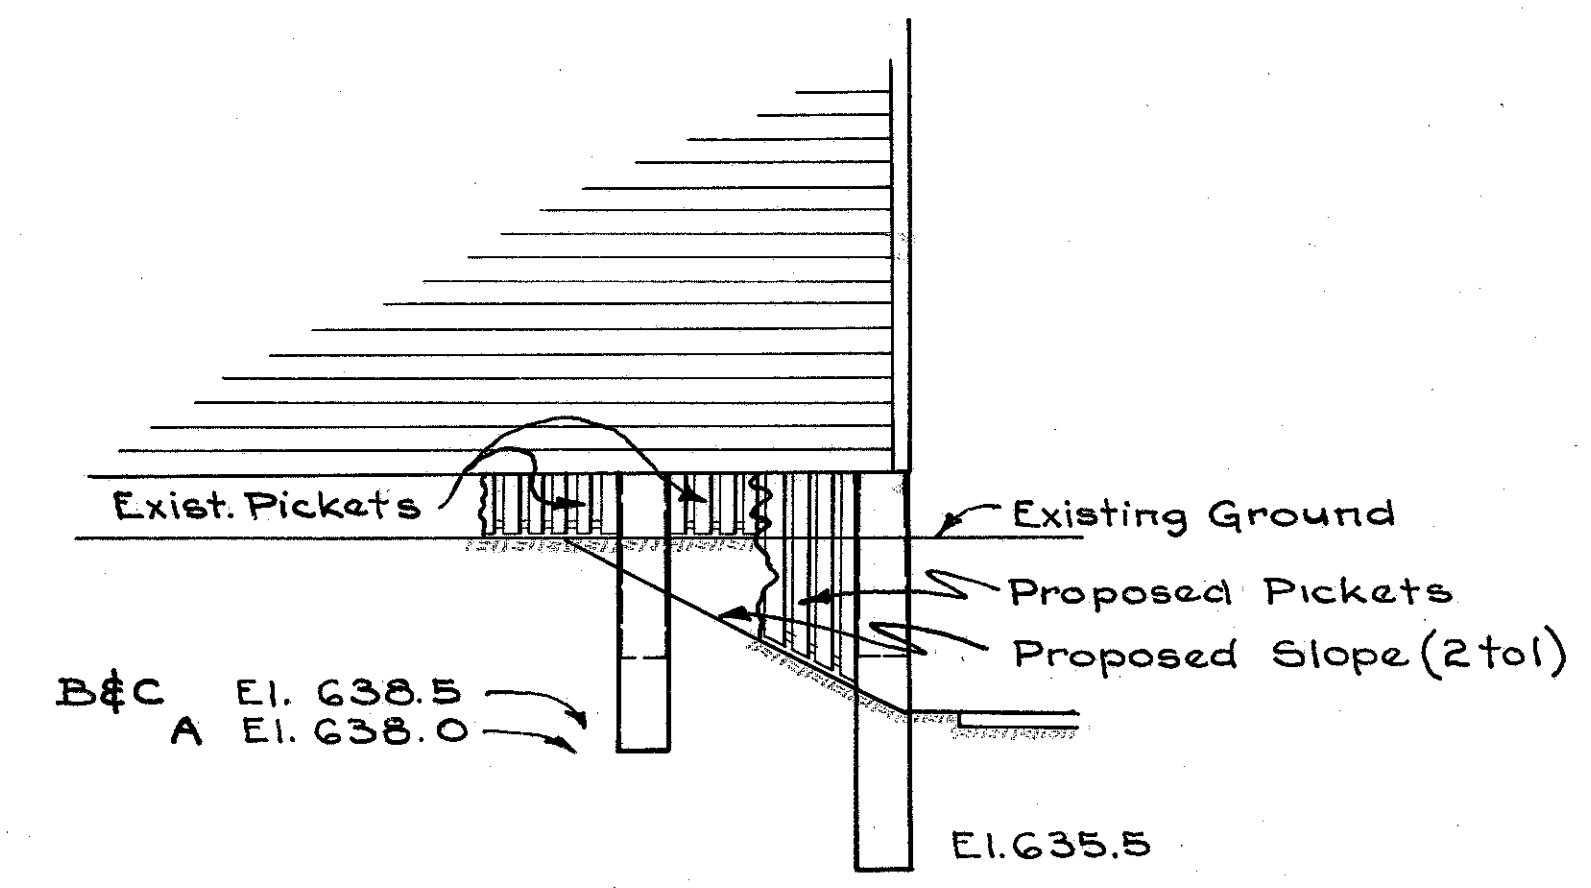 Exist. Pickets
Existing Ground
Proposed Pickets
Proposed Slope (2 to 1)
B&C El. 638.5
A El. 638.0
El. 635.5